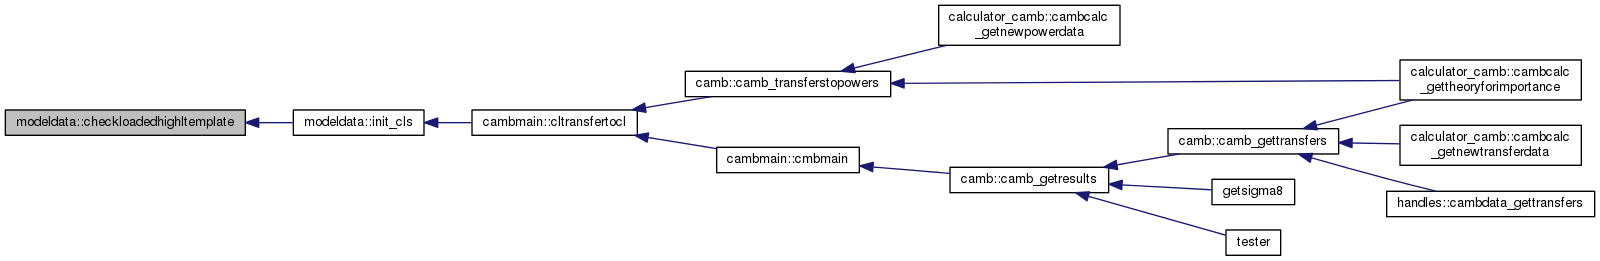 modeldata::checkloadedhighltemplate
modeldata::init_cls
cambmain::cltransfertocl
camb::camb_transferstopowers
cambmain::cmbmain
calculator_camb::cambcalc
_getnewpowerdata
camb::camb_getresults
camb::camb_gettransfers
getsigma8
tester
calculator_camb::cambcalc
_gettheoryforimportance
calculator_camb::cambcalc
_getnewtransferdata
handles::cambdata_gettransfers